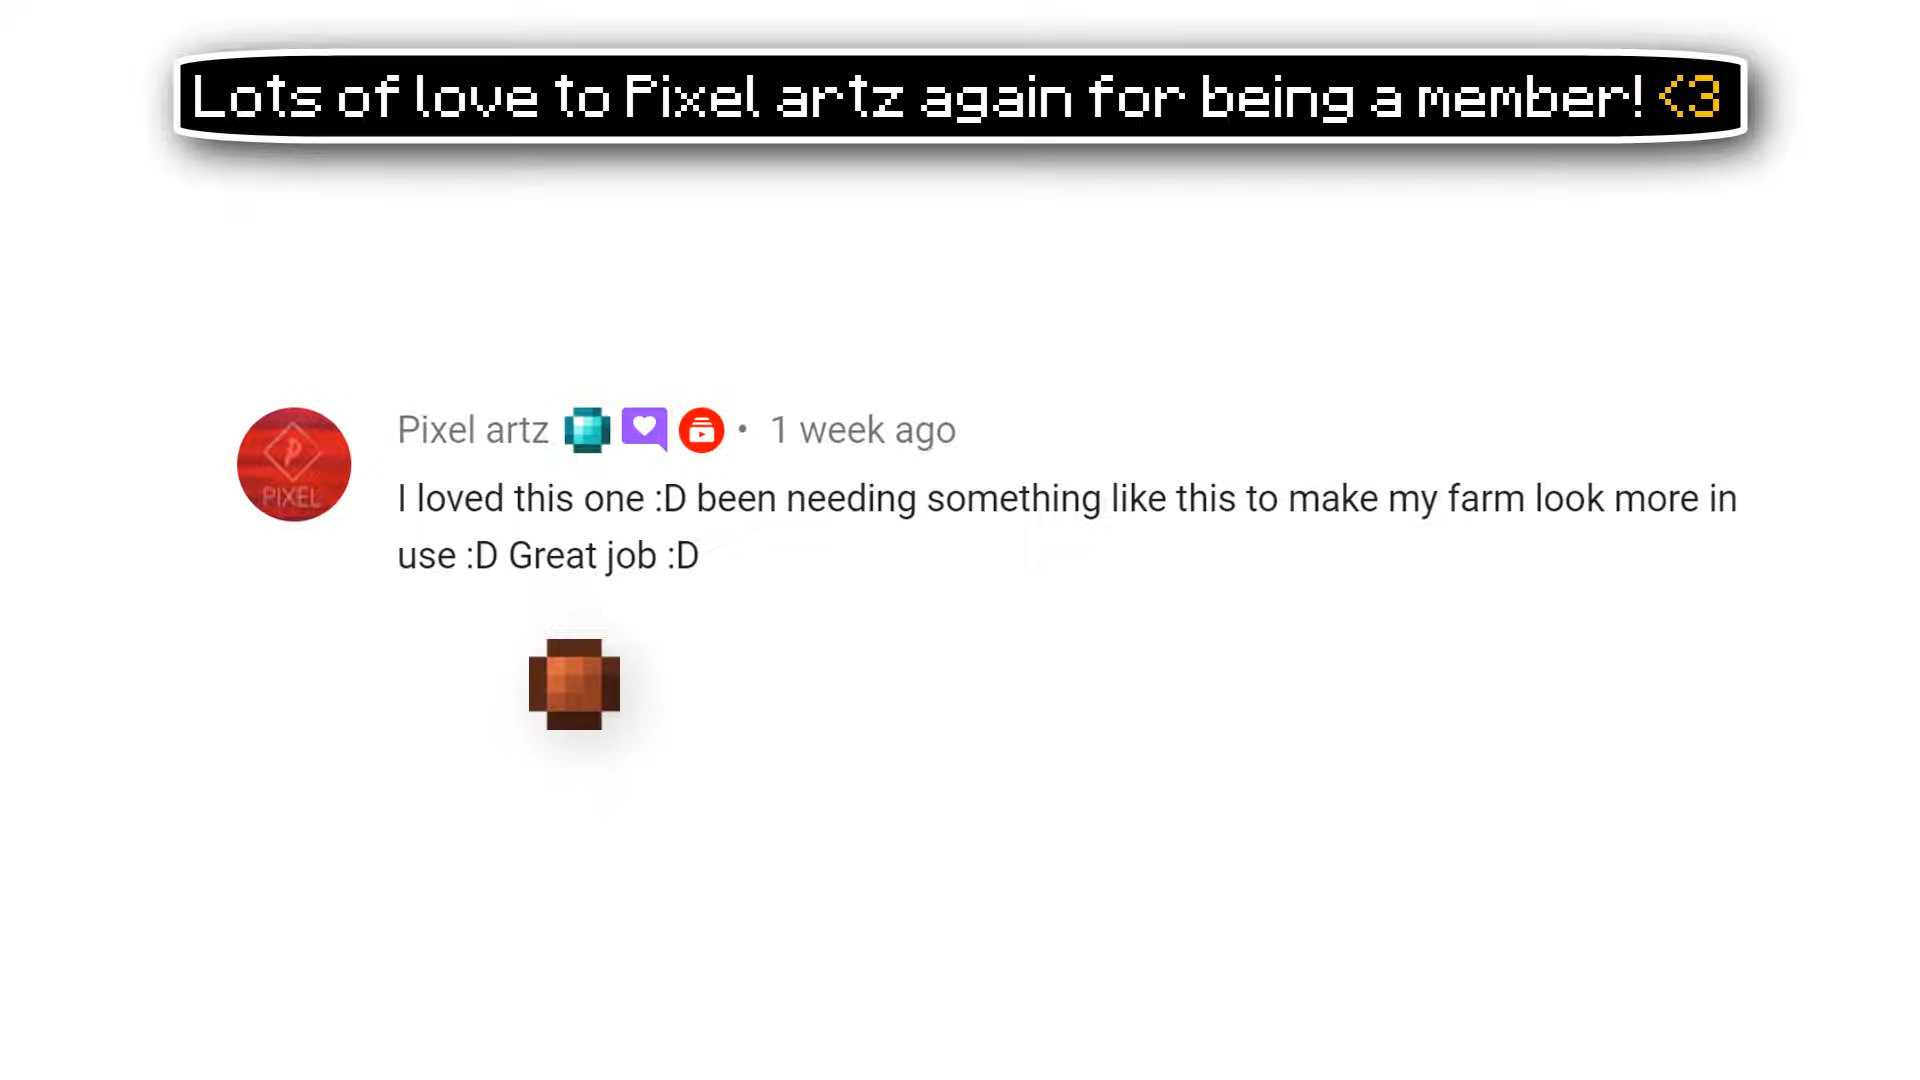 Lots of love to Pixel artz again for being a member! <3
Pixel artz • 1 week ago
I loved this one :D been needing something like this to make my farm look more in
use :D Great job :D
PIXEL